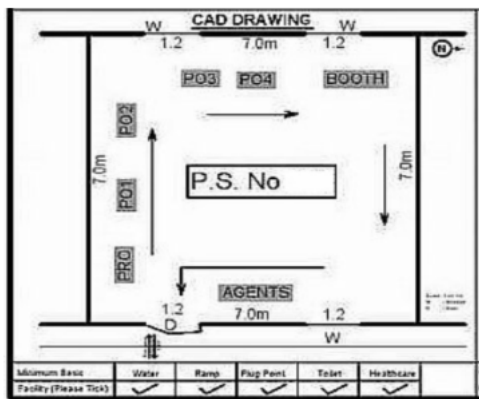 CAD DRAWING
W W
1.2 7.0m 1.2
N
PO3 PO4 BOOTH
PO2
7.0m
7.0m
P.S. No
PO1
PRO
AGENTS
1.2 7.0m 1.2
D
W
Minimum Basic Water Ramp Plug Point Toilet Healthcare
Facility (Please Tick)